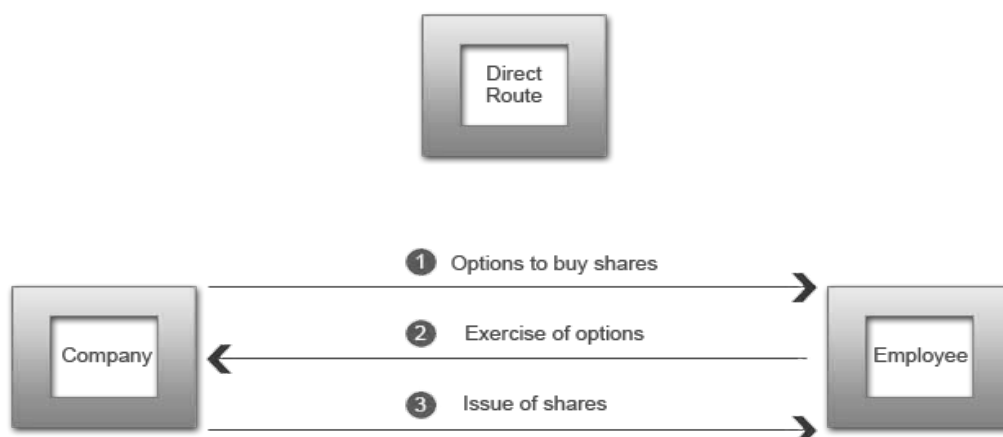 Direct
Route
1 Options to buy shares
Company
2 Exercise of options
Employee
3 Issue of shares